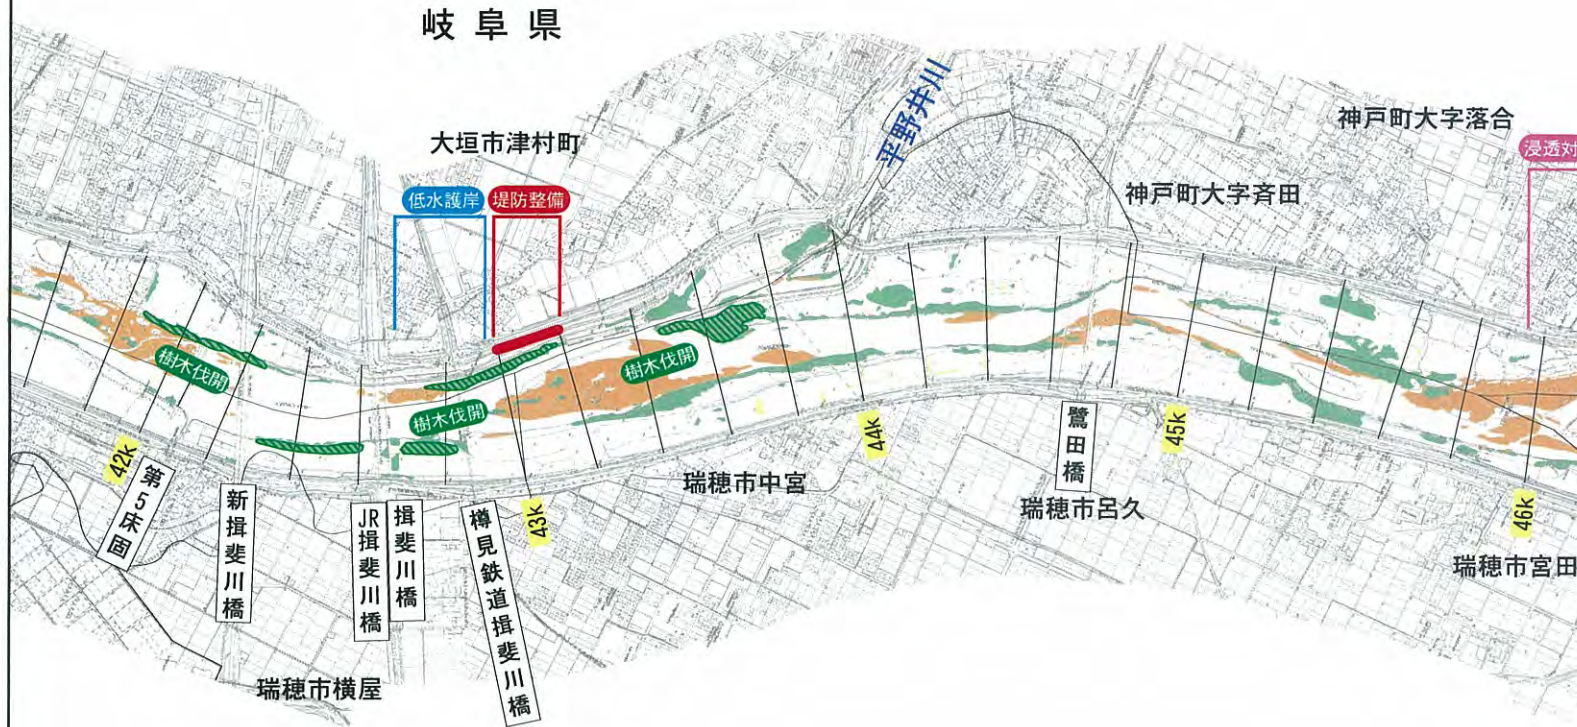 岐阜県
平野井川
神戸町大字落合
大垣市津村町
浸透対
神戸町大字斉田
低水護岸
堤防整備
樹木伐開
樹木伐開
樹木伐開
42k
第5床固
新揖斐川橋
JR揖斐川橋
揖斐川橋
樽見鉄道揖斐川橋
43k
瑞穂市中宮
44k
鷺田橋
瑞穂市呂久
45k
46k
瑞穂市宮田
瑞穂市横屋